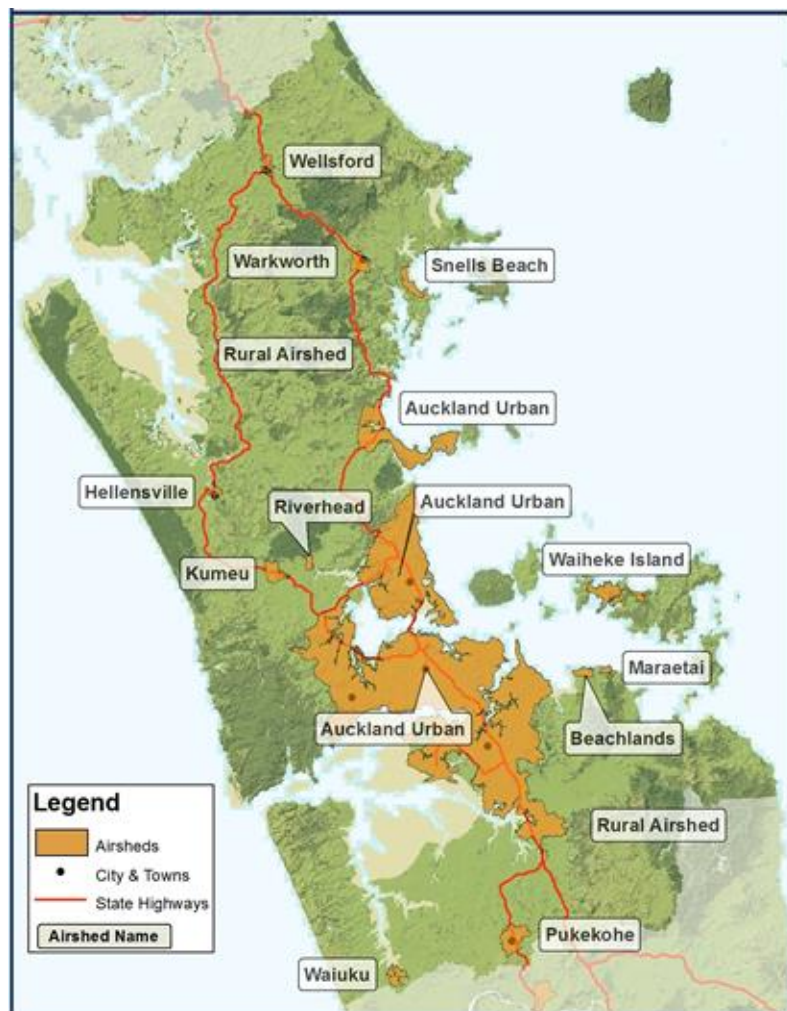 Wellsford
Warkworth
Snells Beach
Rural Airshed
Auckland Urban
Hellensville
Riverhead
Auckland Urban
Kumeu
Waiheke Island
Maraetai
Auckland Urban
Beachlands
Legend
Airsheds
City & Towns
State Highways
Airshed Name
Rural Airshed
Pukekohe
Waiuku